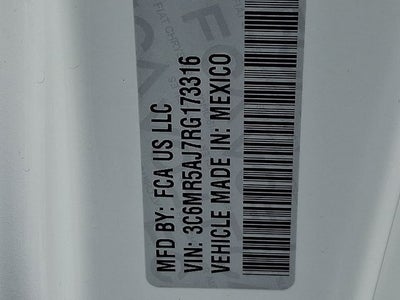 MFD BY: FCA US LLC
VIN: 3C6MR5AJ7RG173316
VEHICLE MADE IN: MEXICO